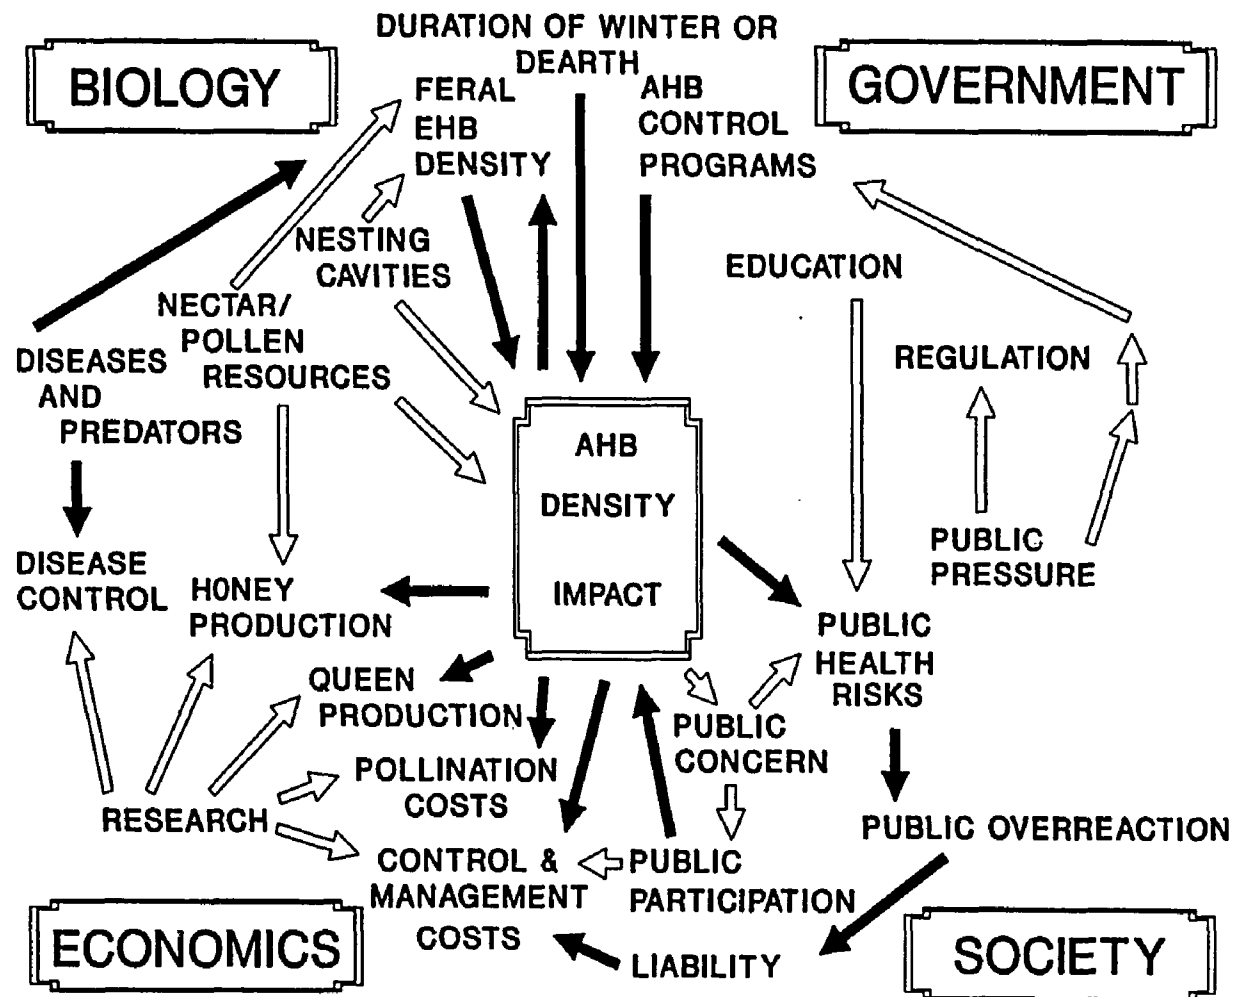 DURATION OF WINTER OR
DEARTH
BIOLOGY
GOVERNMENT
FERAL
EHB
DENSITY
AHB
CONTROL
PROGRAMS
NESTING
CAVITIES
EDUCATION
NECTAR/
POLLEN
RESOURCES
DISEASES
AND
PREDATORS
REGULATION
AHB
DENSITY
IMPACT
PUBLIC
PRESSURE
DISEASE
CONTROL
HONEY
PRODUCTION
PUBLIC
HEALTH
RISKS
QUEEN
PRODUCTION
PUBLIC
CONCERN
POLLINATION
COSTS
RESEARCH
PUBLIC OVERREACTION
CONTROL &
MANAGEMENT
COSTS
PUBLIC
PARTICIPATION
LIABILITY
ECONOMICS
SOCIETY